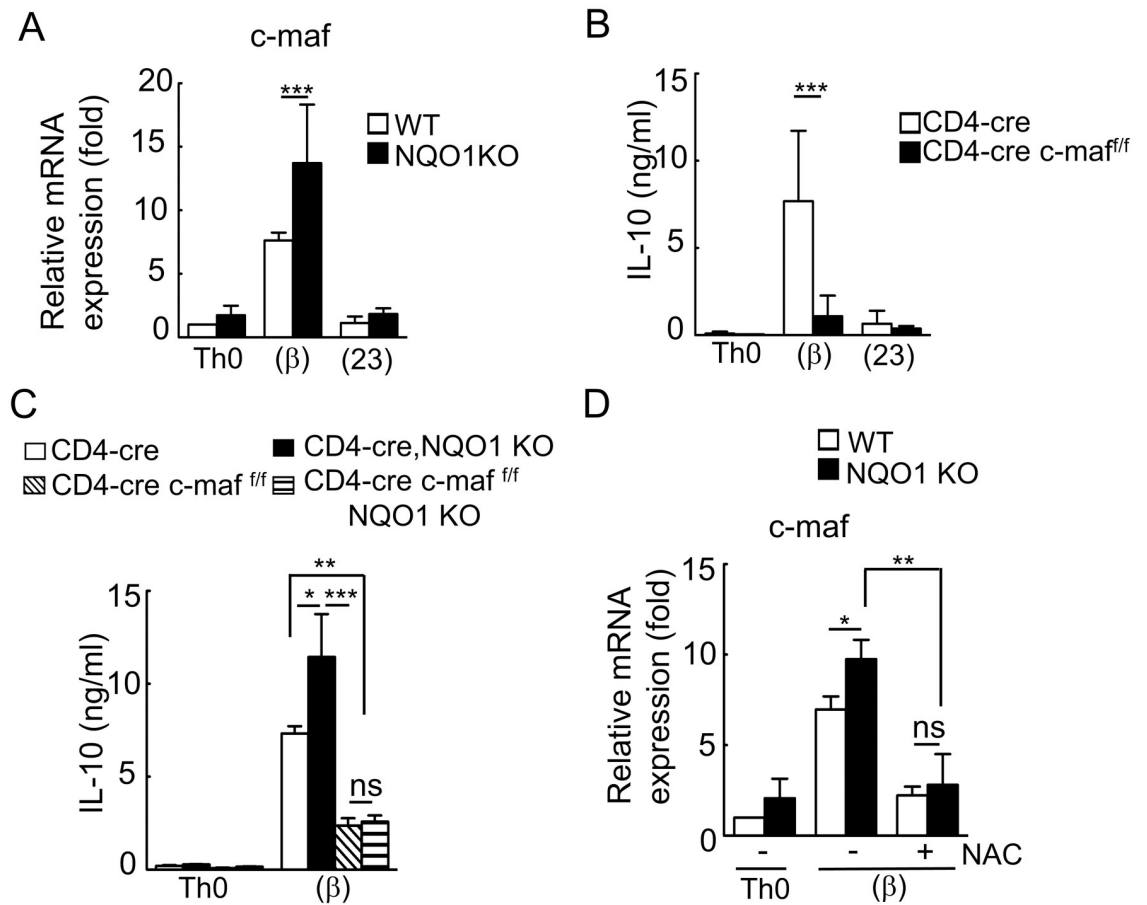 A
c-maf
Relative mRNA
expression (fold)
20
15
10
5
0
***
WT
NQO1KO
Th0 (β) (23)
B
IL-10 (ng/ml)
15
10
5
0
***
CD4-cre
CD4-cre c-maf^f/f
Th0 (β) (23)
C
CD4-cre
CD4-cre,NQO1 KO
CD4-cre c-maf ^f/f
CD4-cre c-maf ^f/f
NQO1 KO
IL-10 (ng/ml)
15
10
5
0
**
* ***
ns
Th0 (β)
D
WT
NQO1 KO
c-maf
Relative mRNA
expression (fold)
15
10
5
0
**
*
ns
- - + NAC
Th0 (β)